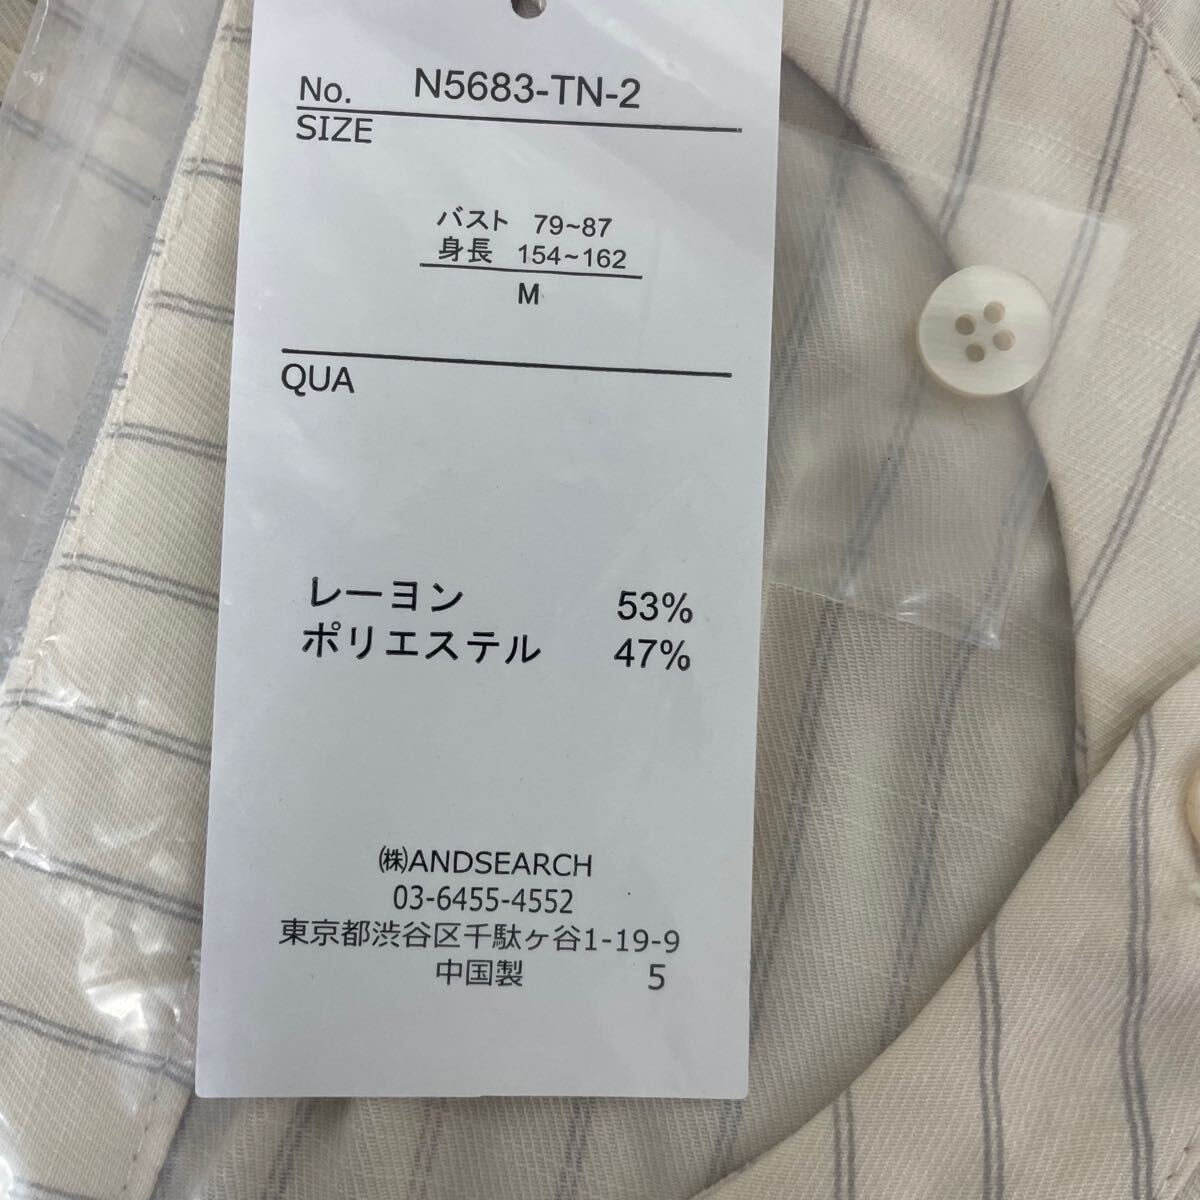 No. N5683-TN-2
SIZE
バスト 79~87
身長 154~162
M
QUA
レーヨン 53%
ポリエステル 47%
㈱ANDSEARCH
03-6455-4552
東京都渋谷区千駄ヶ谷1-19-9
中国製 5